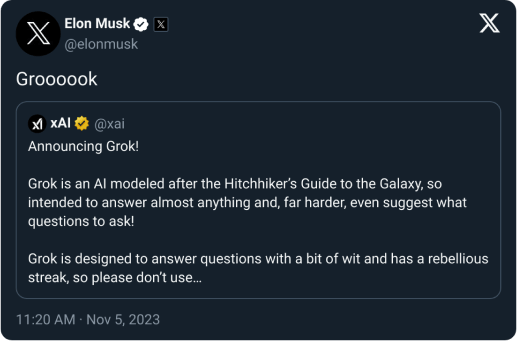 Elon Musk
@elonmusk
Groooook
xAI @xai
Announcing Grok!
Grok is an AI modeled after the Hitchhiker’s Guide to the Galaxy, so
intended to answer almost anything and, far harder, even suggest what
questions to ask!
Grok is designed to answer questions with a bit of wit and has a rebellious
streak, so please don’t use…
11:20 AM · Nov 5, 2023